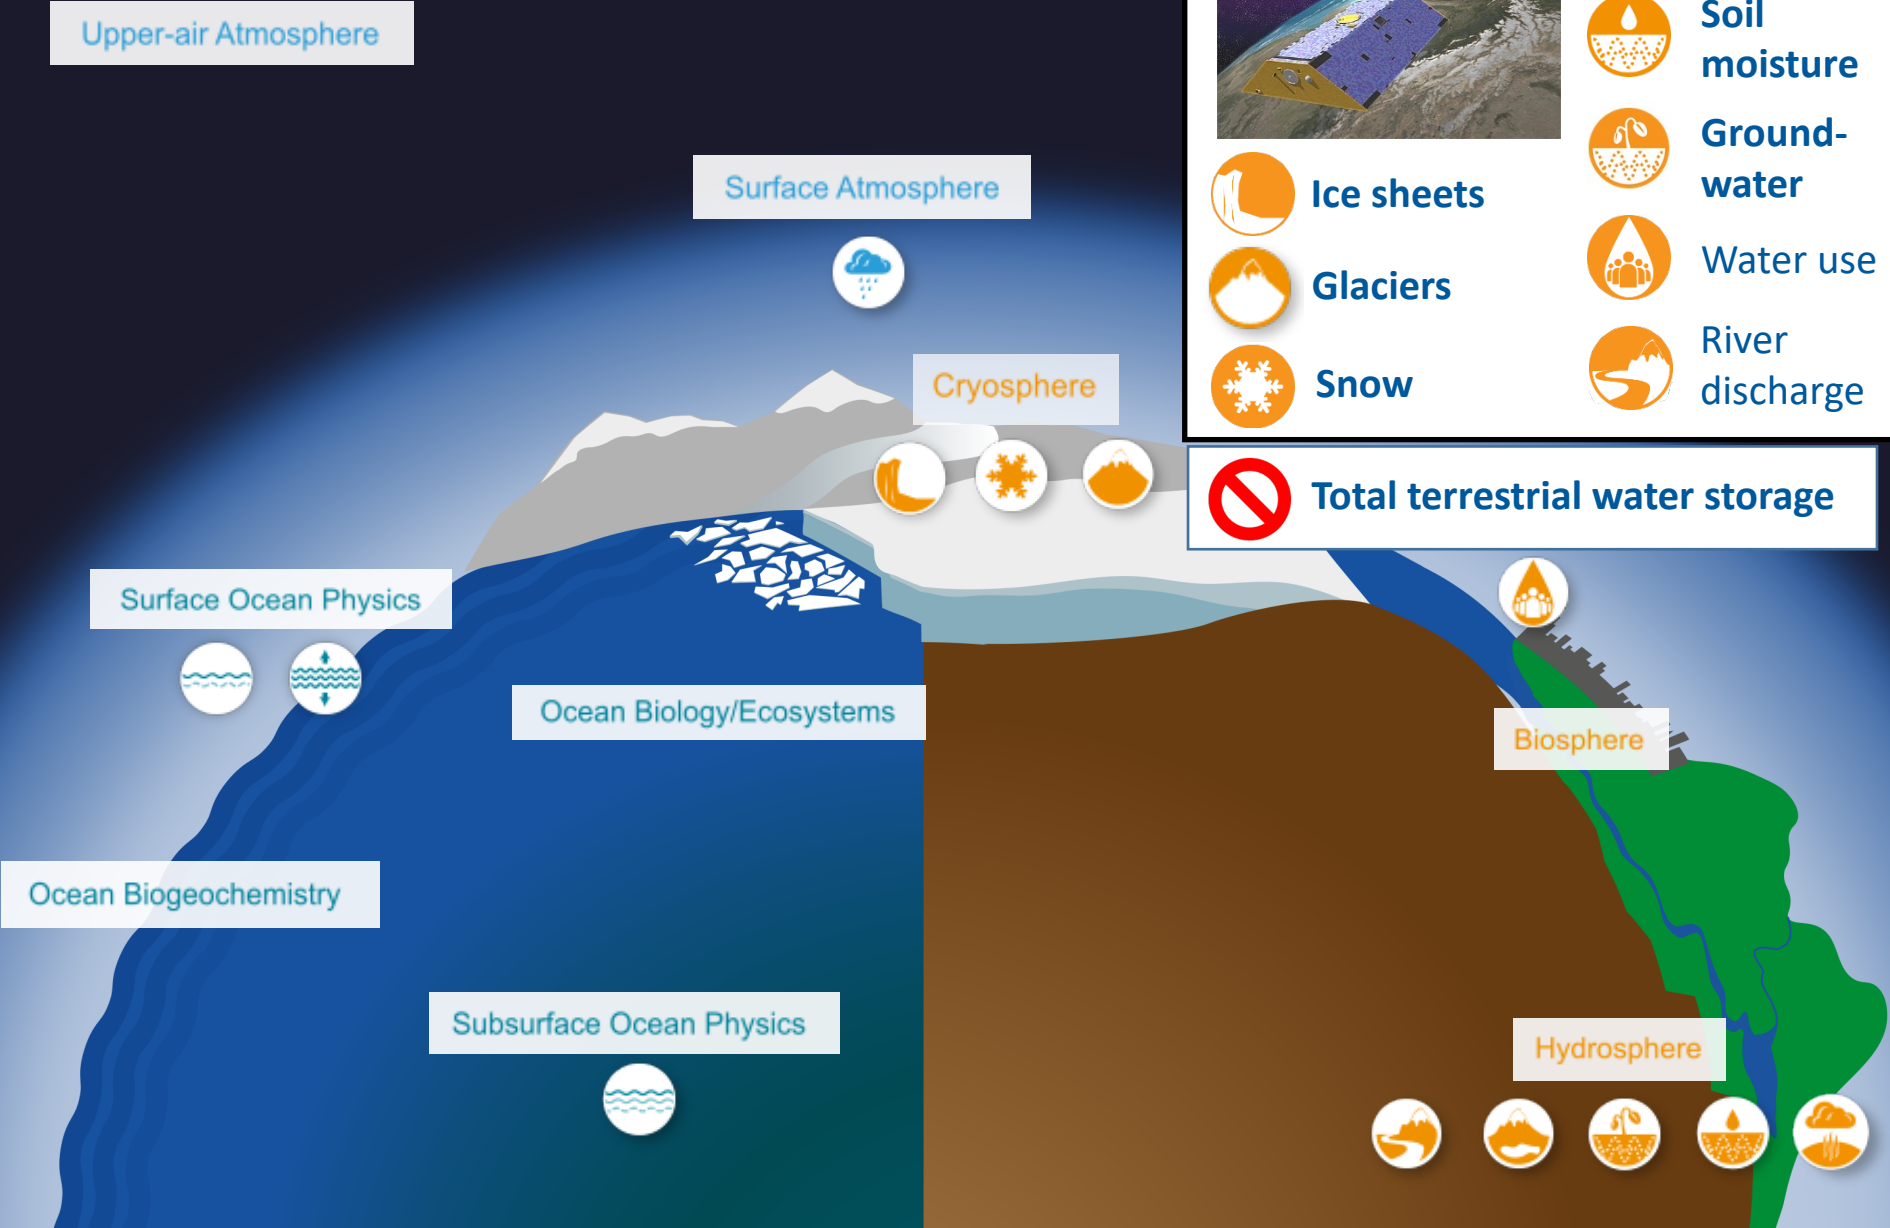 Upper-air Atmosphere
Surface Atmosphere
Cryosphere
Surface Ocean Physics
Ocean Biology/Ecosystems
Ocean Biogeochemistry
Subsurface Ocean Physics
Biosphere
Hydrosphere
Ice sheets
Glaciers
Snow
Soil
moisture
Ground-
water
Water use
River
discharge
Total terrestrial water storage